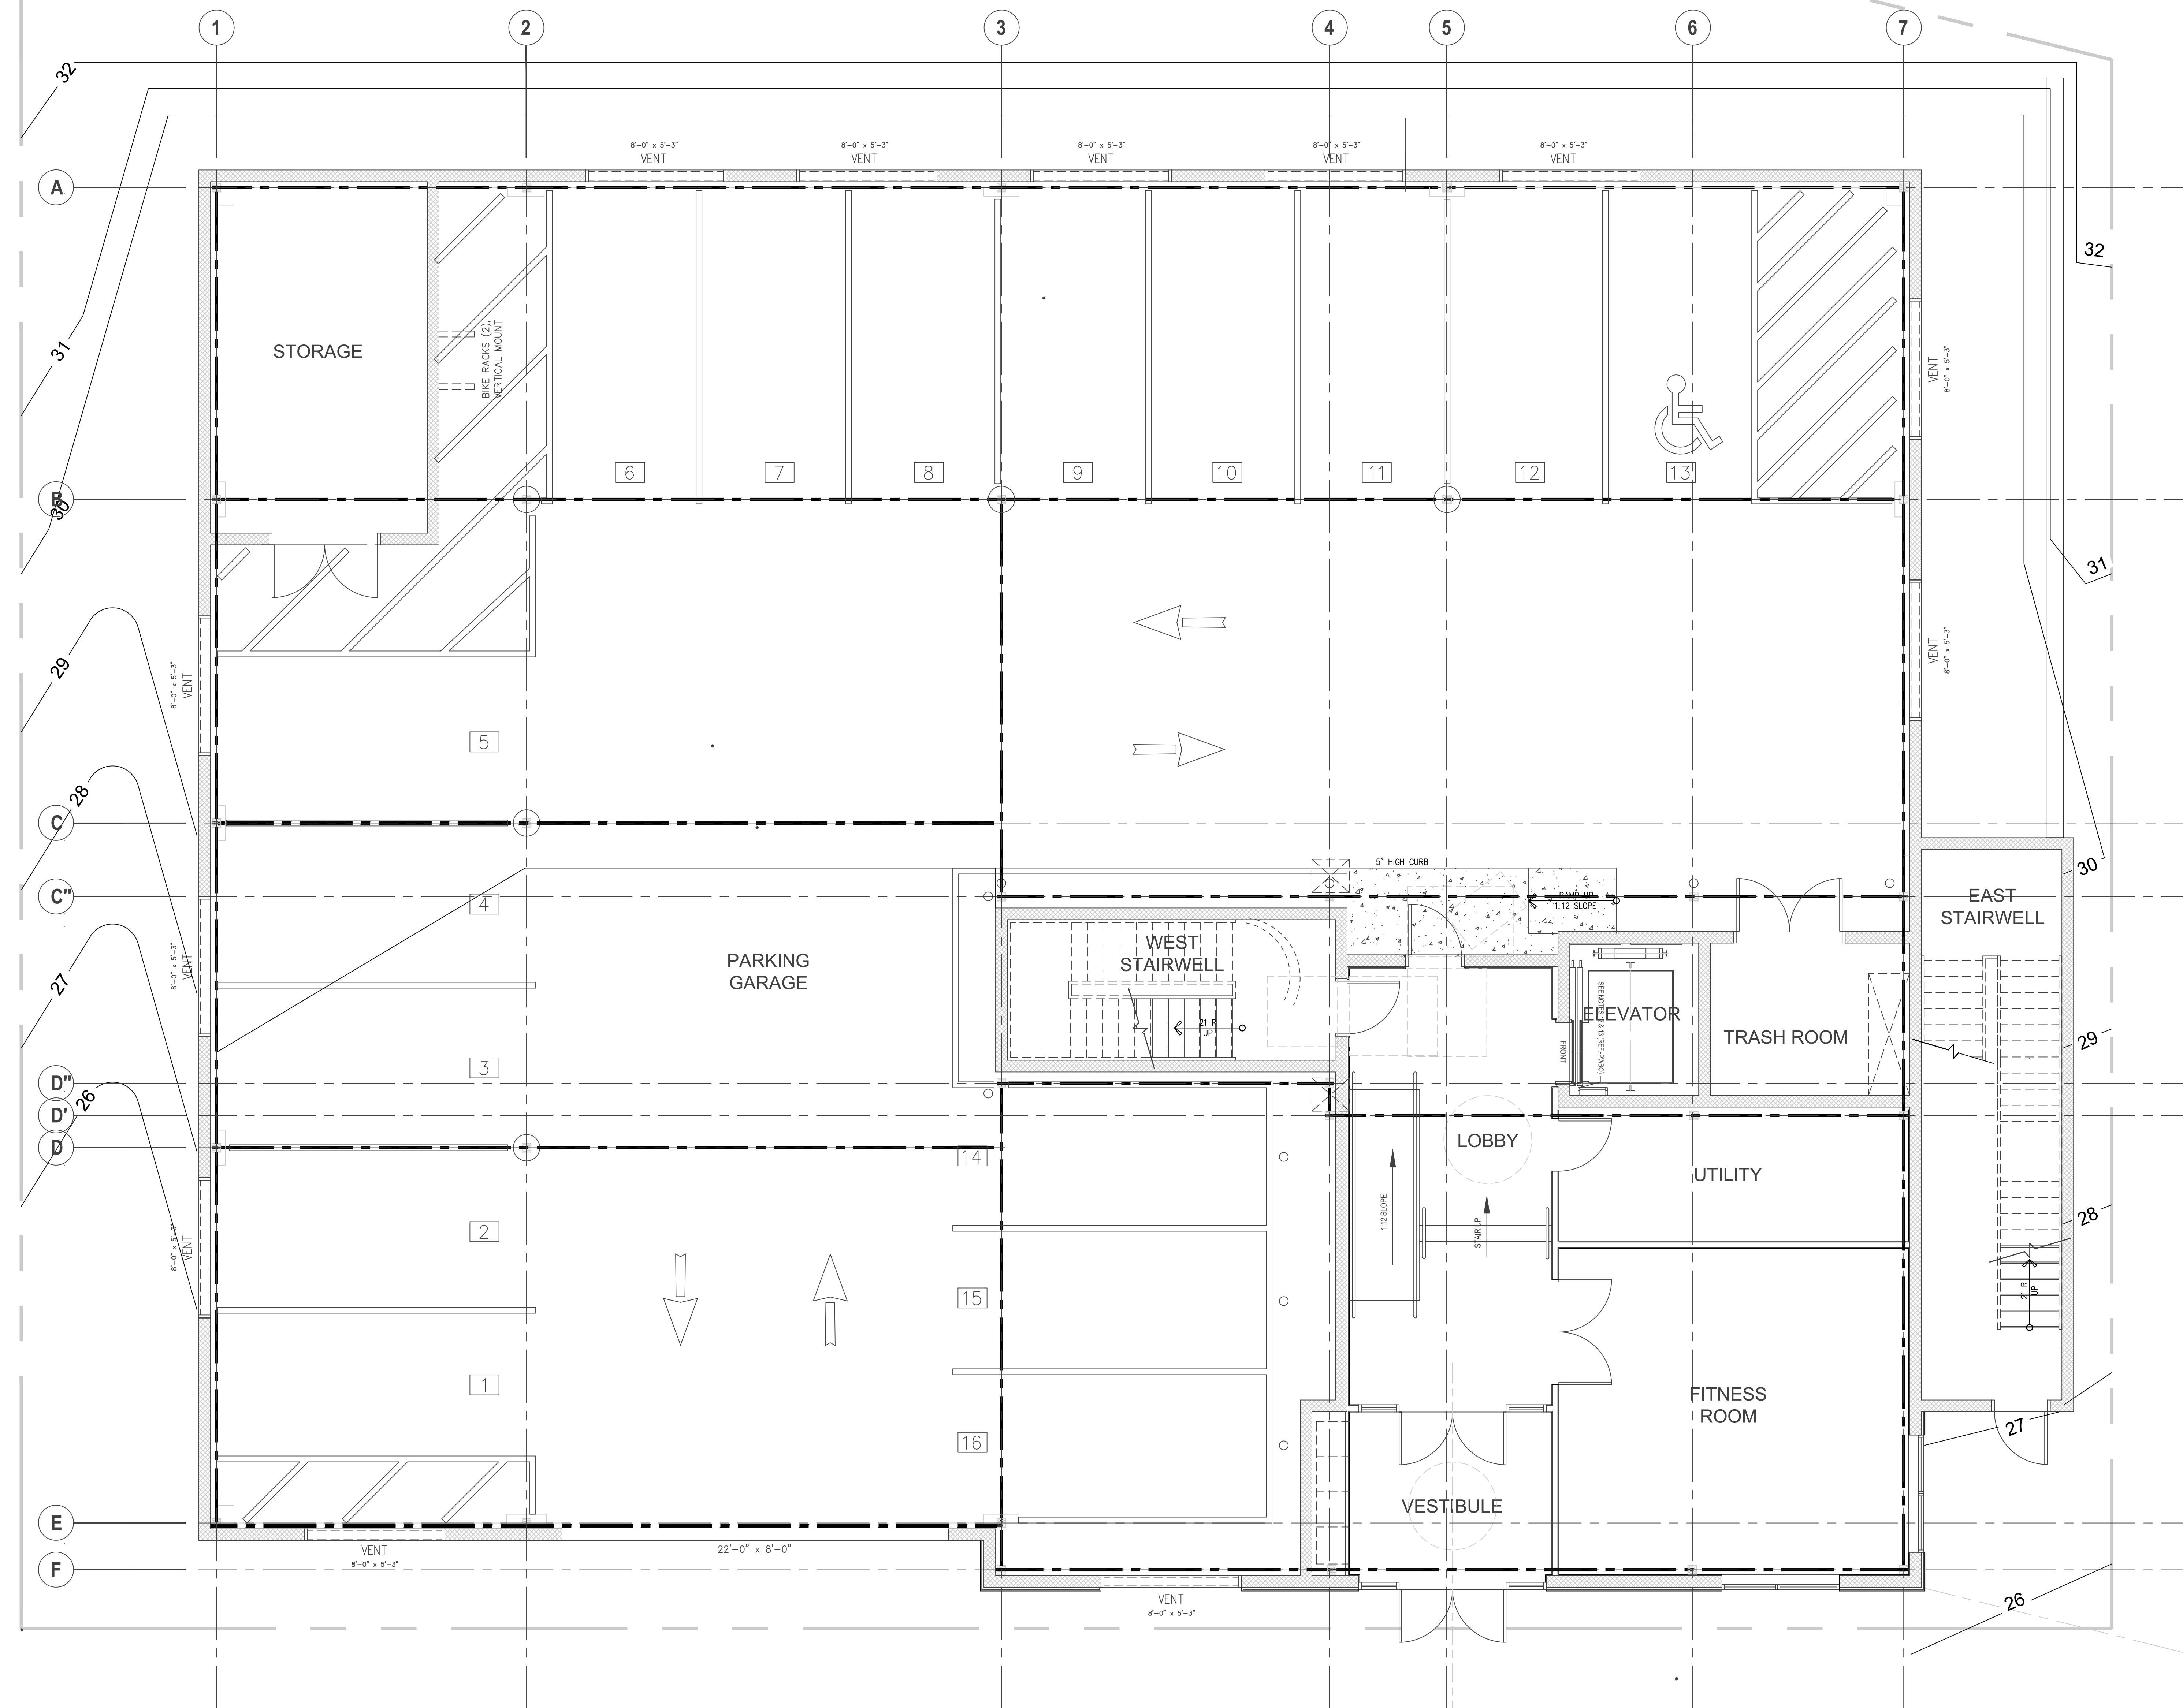 1
2
3
4
5
6
7
32
31
30
29
28
27
26
A
B
C
C"
D"
D'
D
E
F
8'-0" x 5'-3"
VENT
8'-0" x 5'-3"
VENT
8'-0" x 5'-3"
VENT
8'-0" x 5'-3"
VENT
8'-0" x 5'-3"
VENT
32
31
30
29
28
27
26
STORAGE
BIKE RACKS (2),
VERTICAL MOUNT
6
7
8
9
10
11
12
13
VENT
8'-0" x 5'-3"
VENT
8'-0" x 5'-3"
8'-0" x 5'-3"
VENT
8'-0" x 5'-3"
VENT
8'-0" x 5'-3"
VENT
5
4
3
2
1
PARKING
GARAGE
14
15
16
5" HIGH CURB
RAMP UP
1:12 SLOPE
WEST
STAIRWELL
21 R
UP
ELEVATOR
FRONT
TRASH ROOM
EAST
STAIRWELL
21 R
UP
LOBBY
1:12 SLOPE
STAIR UP
UTILITY
FITNESS
ROOM
VESTIBULE
VENT
8'-0" x 5'-3"
22'-0" x 8'-0"
VENT
8'-0" x 5'-3"